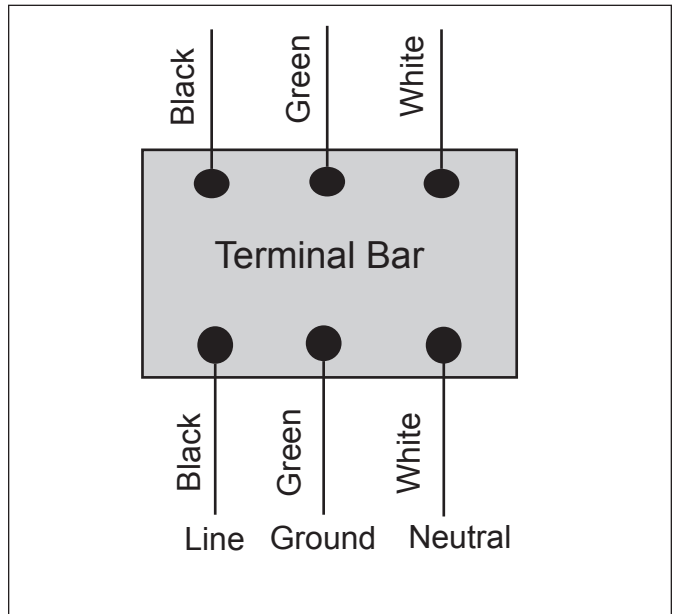 Black Green White
Terminal Bar
Black Green White
Line Ground Neutral